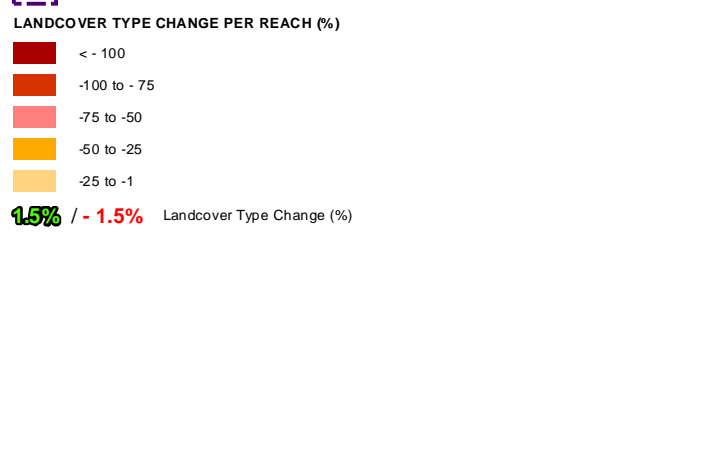 LANDCOVER TYPE CHANGE PER REACH (%)
< - 100
-100 to - 75
-75 to -50
-50 to -25
-25 to -1
1.5% / - 1.5% Landcover Type Change (%)